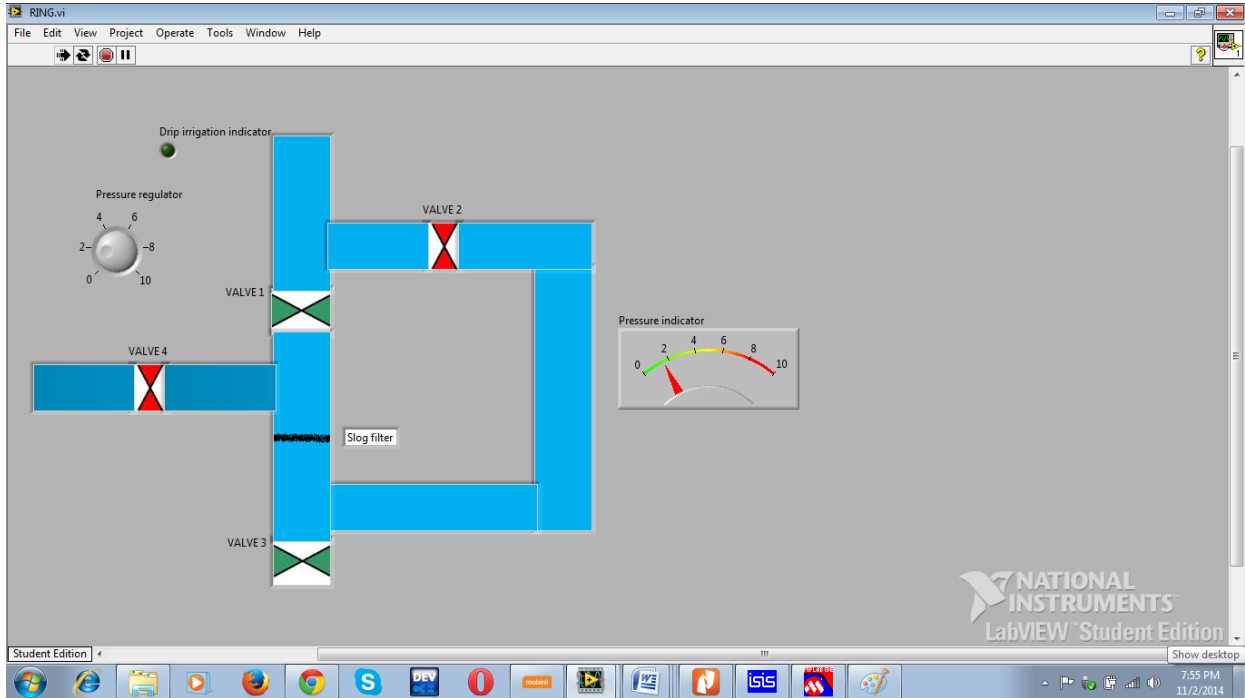 RING.vi
File Edit View Project Operate Tools Window Help
1
Drip irrigation indicator
Pressure regulator
4 6
2 8
0 10
VALVE 2
VALVE 1
Pressure indicator
0 2 4 6 8 10
VALVE 4
Slog filter
VALVE 3
NATIONAL
INSTRUMENTS
LabVIEW™ Student Edition
Student Edition
Show desktop
DEV
C++
mobinil
isis
7:55 PM
11/2/2014